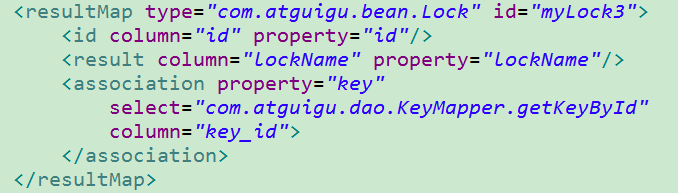 <resultMap type="com.atguigu.bean.Lock" id="myLock3">
<id column="id" property="id"/>
<result column="lockName" property="lockName"/>
<association property="key"
select="com.atguigu.dao.KeyMapper.getKeyById"
column="key_id">
</association>
</resultMap>